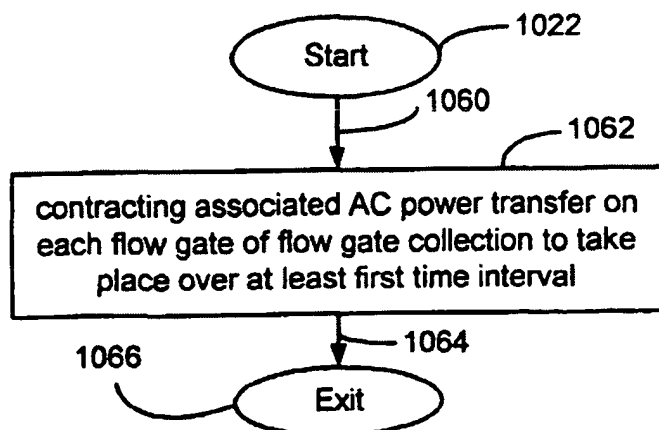 Start
1022
1060
1062
contracting associated AC power transfer on
each flow gate of flow gate collection to take
place over at least first time interval
1064
1066
Exit